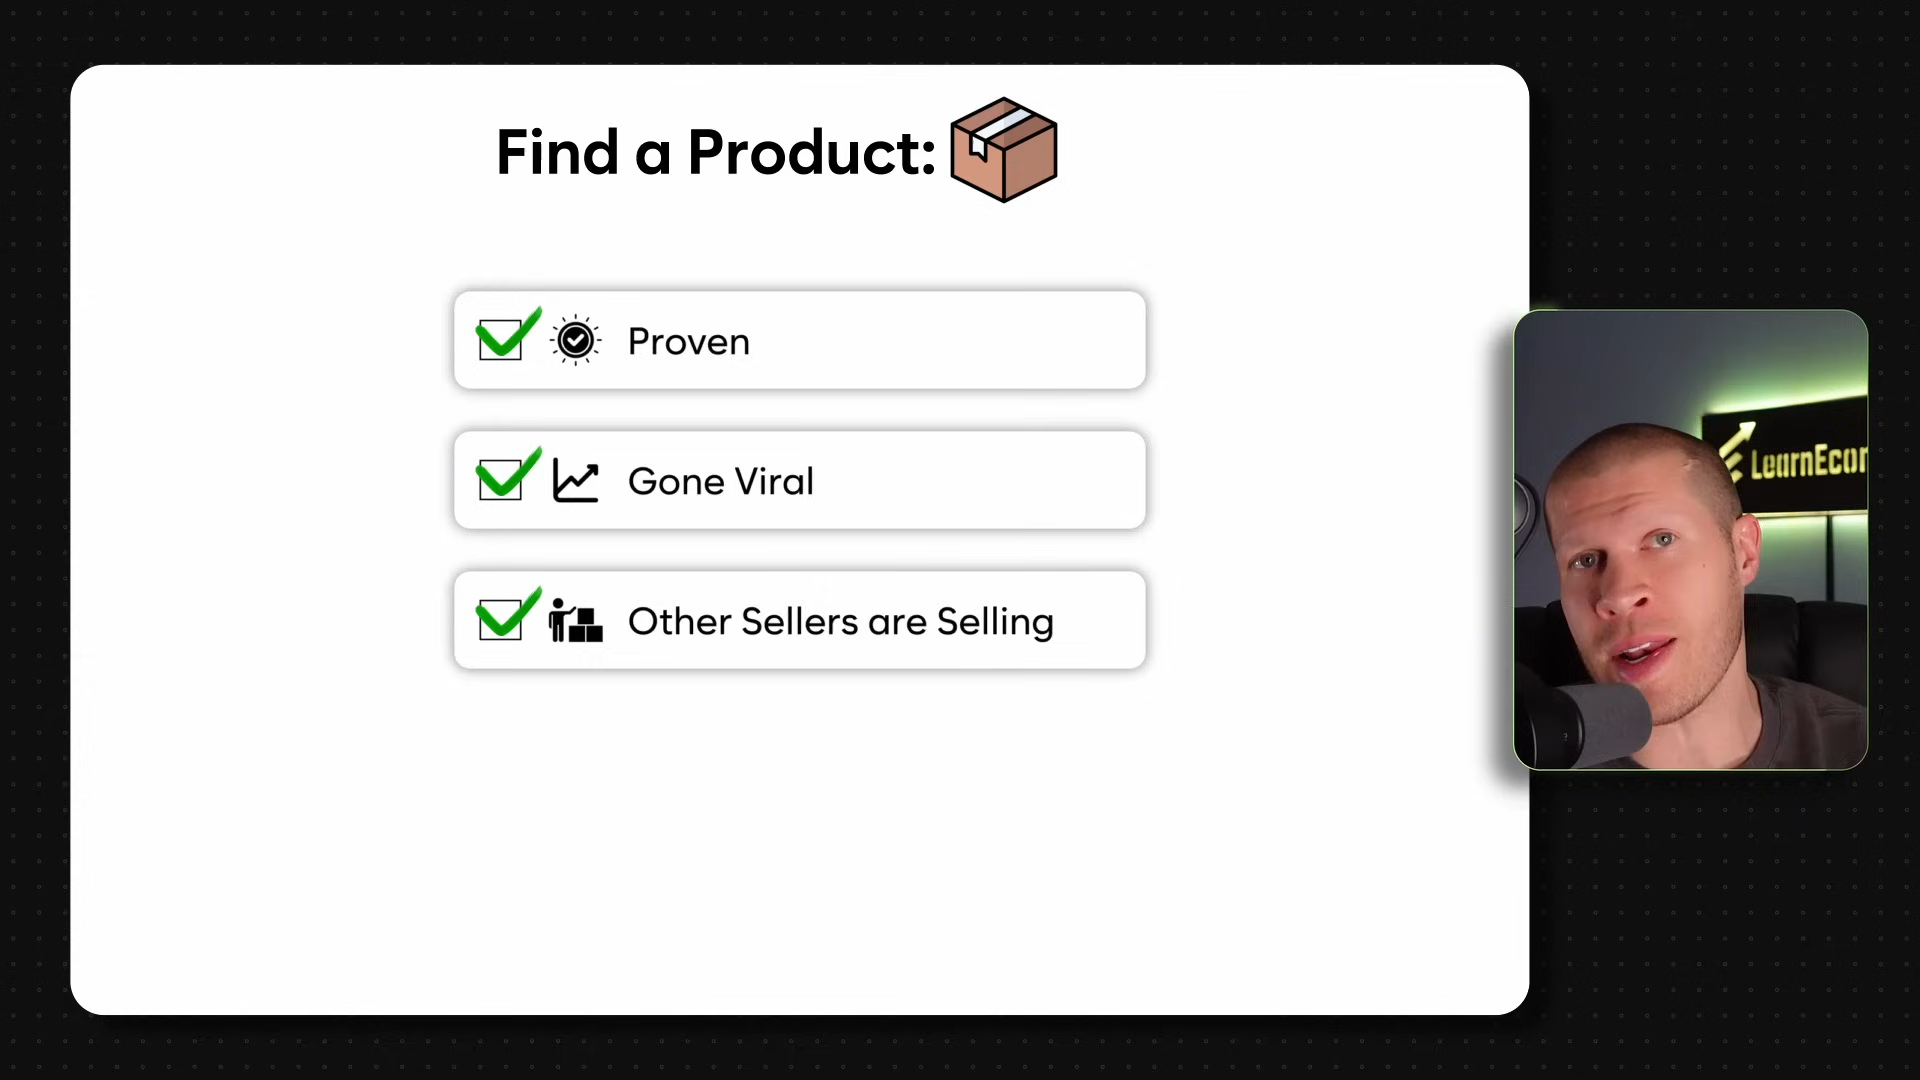 Find a Product:
Proven
Gone Viral
Other Sellers are Selling
LearnEcom